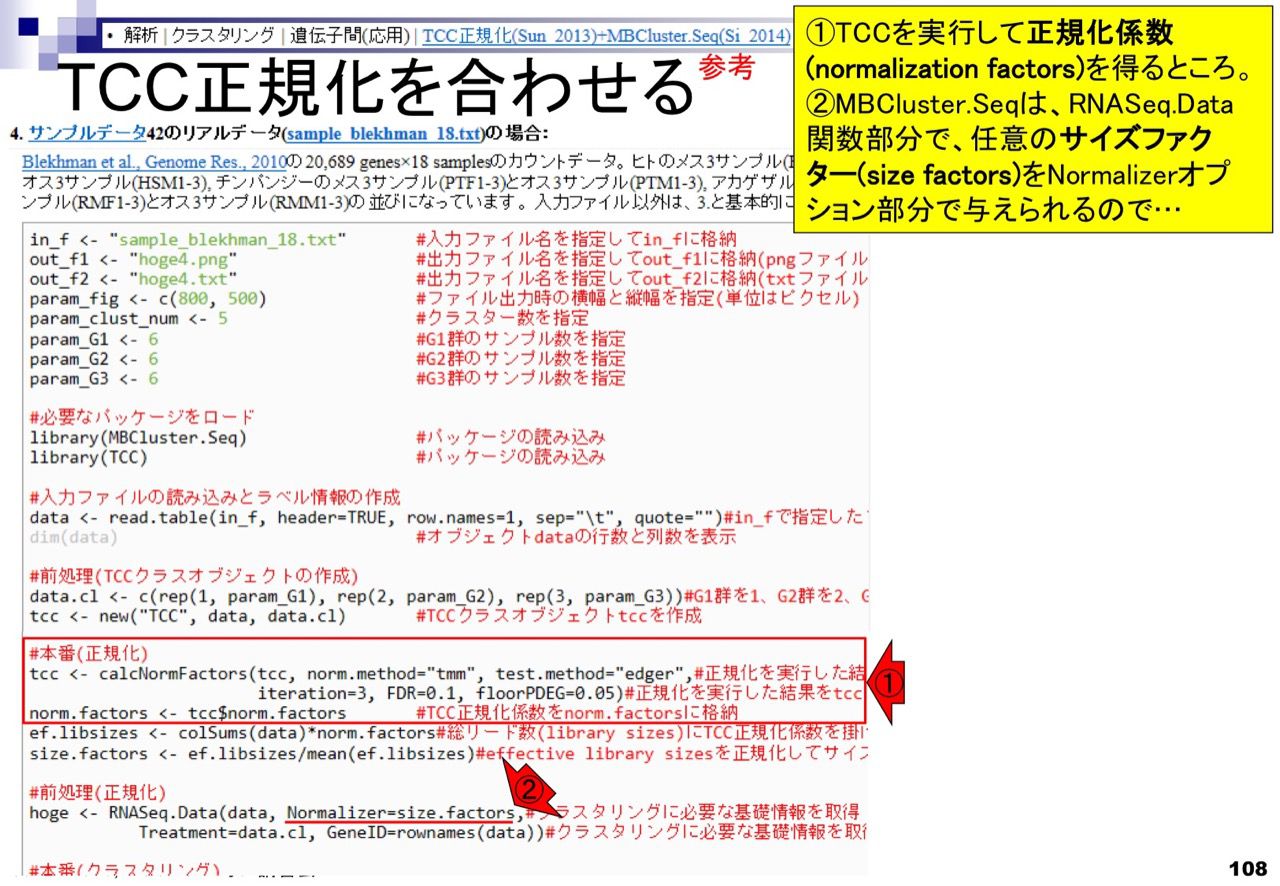 ・解析 | クラスタリング | 遺伝子間(応用) | TCC正規化(Sun_2013)+MBCluster.Seq(Si_2014)
TCC正規化を合わせる 参考
①TCCを実行して正規化係数
(normalization factors)を得るところ。
②MBCluster.Seqは、RNASeq.Data
関数部分で、任意のサイズファク
ター(size factors)をNormalizerオプ
ション部分で与えられるので…
4. サンプルデータ42のリアルデータ(sample_blekhman_18.txt)の場合:
Blekhman et al., Genome Res., 2010の 20,689 genes×18 samplesのカウントデータ。ヒトのメス3サンプル(
オス3サンプル(HSM1-3), チンパンジーのメス3サンプル(PTF1-3)とオス3サンプル(PTM1-3), アカゲザル
ンプル(RMF1-3)とオス3サンプル(RMM1-3)の並びになっています。入力ファイル以外は、3.と基本的に
in_f <- "sample_blekhman_18.txt" #入力ファイル名を指定してin_fに格納
out_f1 <- "hoge4.png" #出力ファイル名を指定してout_f1に格納(pngファイル
out_f2 <- "hoge4.txt" #出力ファイル名を指定してout_f2に格納(txtファイル
param_fig <- c(800, 500) #ファイル出力時の横幅と縦幅を指定(単位はピクセル)
param_clust_num <- 5 #クラスター数を指定
param_G1 <- 6 #G1群のサンプル数を指定
param_G2 <- 6 #G2群のサンプル数を指定
param_G3 <- 6 #G3群のサンプル数を指定
#必要なパッケージをロード
library(MBCluster.Seq) #パッケージの読み込み
library(TCC) #パッケージの読み込み
#入力ファイルの読み込みとラベル情報の作成
data <- read.table(in_f, header=TRUE, row.names=1, sep="\t", quote="")#in_fで指定した
dim(data) #オブジェクトdataの行数と列数を表示
#前処理(TCCクラスオブジェクトの作成)
data.cl <- c(rep(1, param_G1), rep(2, param_G2), rep(3, param_G3))#G1群を1、G2群を2、G
tcc <- new("TCC", data, data.cl) #TCCクラスオブジェクトtccを作成
#本番(正規化)
tcc <- calcNormFactors(tcc, norm.method="tmm", test.method="edger",#正規化を実行した結
iteration=3, FDR=0.1, floorPDEG=0.05)#正規化を実行した結果をtcc
norm.factors <- tcc$norm.factors #TCC正規化係数をnorm.factorsに格納
①
ef.libsizes <- colSums(data)*norm.factors#総リード数(library sizes)にTCC正規化係数を掛け
size.factors <- ef.libsizes/mean(ef.libsizes)#effective library sizesを正規化してサイズ
②
#前処理(正規化)
hoge <- RNASeq.Data(data, Normalizer=size.factors,#クラスタリングに必要な基礎情報を取得
Treatment=data.cl, GeneID=rownames(data))#クラスタリングに必要な基礎情報を取得
#本番(クラスタリング)
108